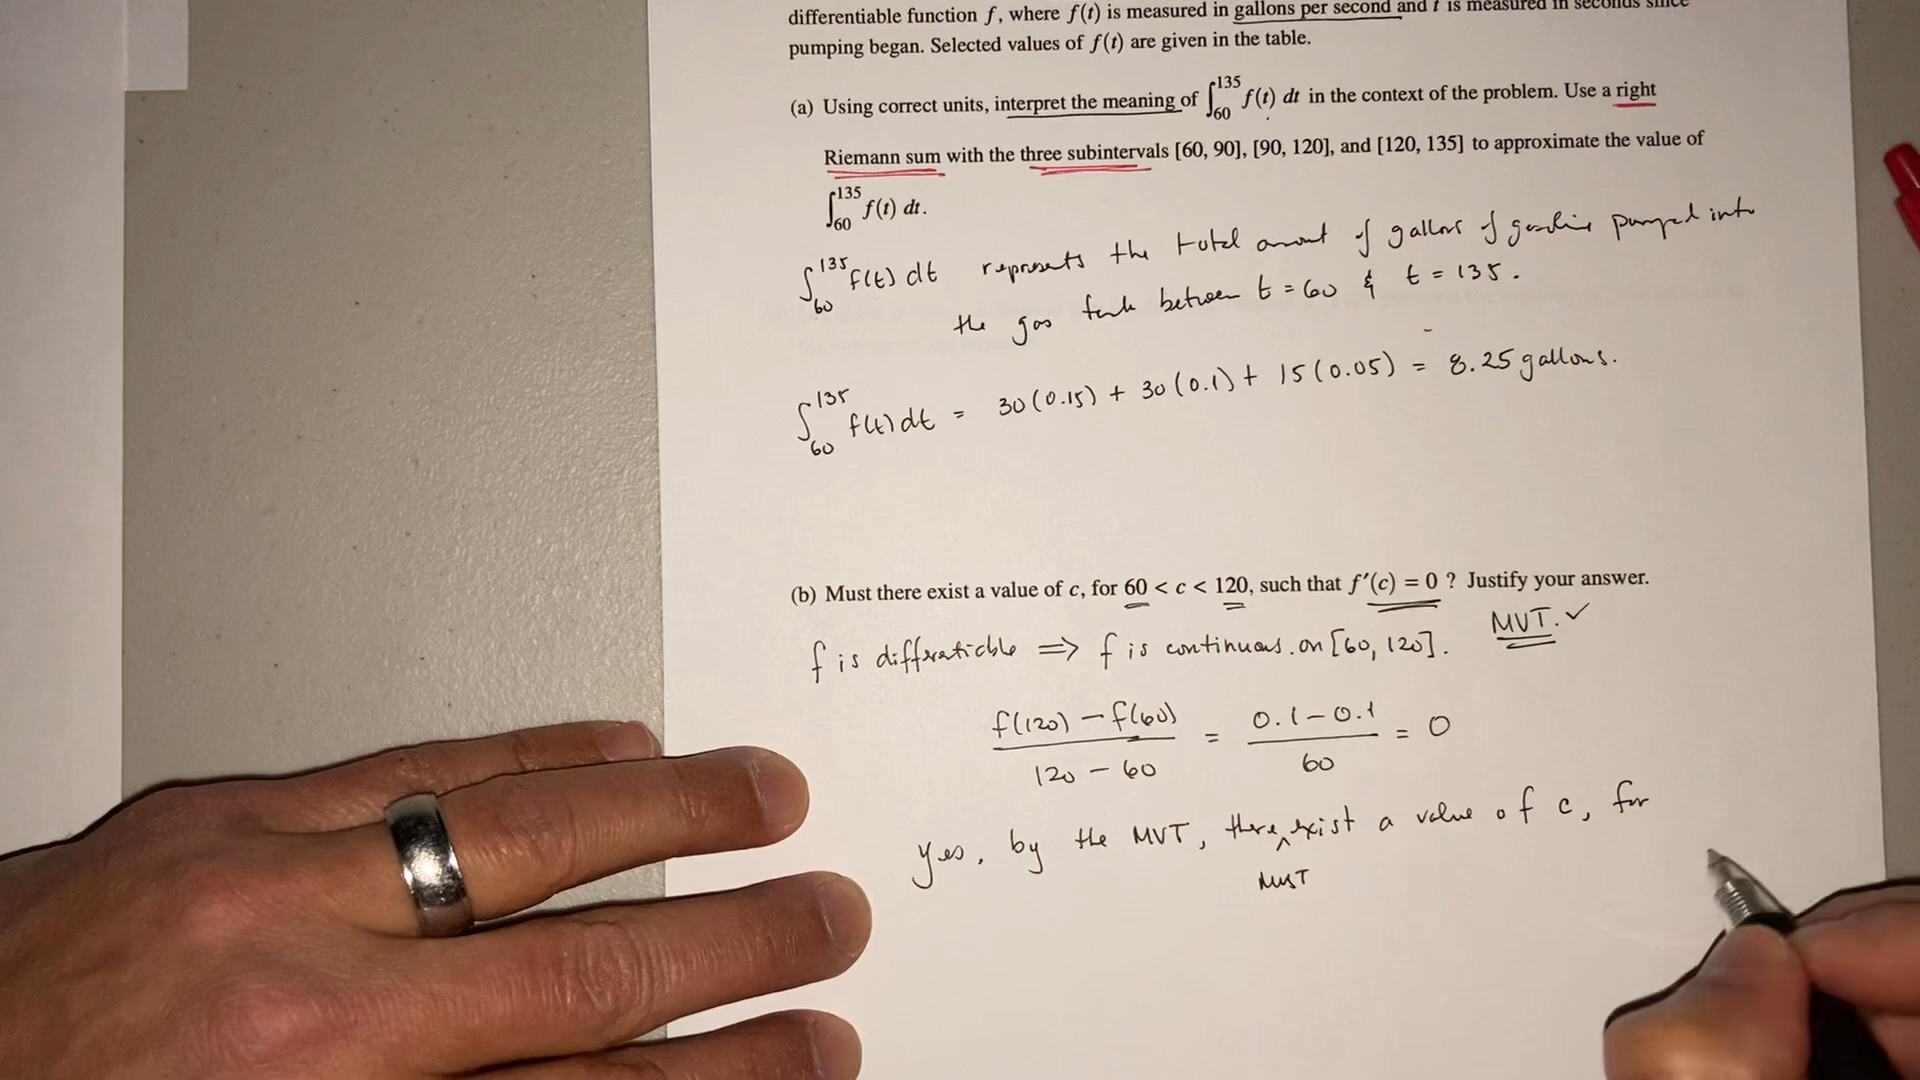 differentiable function f, where f(t) is measured in gallons per second and t is measured in seconds since
pumping began. Selected values of f(t) are given in the table.
(a) Using correct units, interpret the meaning of ∫₆₀¹³⁵ f(t) dt in the context of the problem. Use a right
Riemann sum with the three subintervals [60, 90], [90, 120], and [120, 135] to approximate the value of
∫₆₀¹³⁵ f(t) dt.
∫₆₀¹³⁵ f(t) dt represents the total amount of gallons of gasoline pumped into
the gas tank between t = 60 & t = 135.
∫₆₀¹³⁵ f(t) dt = 30(0.15) + 30(0.1) + 15(0.05) = 8.25 gallons.
(b) Must there exist a value of c, for 60 < c < 120, such that f′(c) = 0 ? Justify your answer.
MVT. ✓
f is differentiable ⟹ f is continuous. on [60, 120].
f(120) − f(60) / 120 − 60 = 0.1 − 0.1 / 60 = 0
yes, by the MVT, there ^ exist a value of c, for
MUST